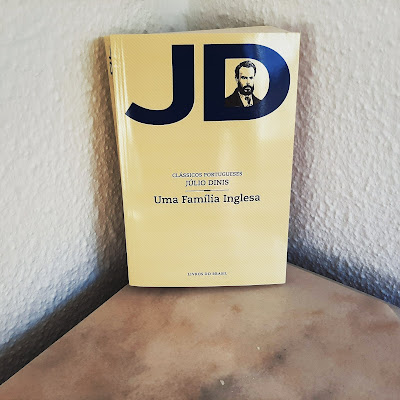 JD
CLÁSSICOS PORTUGUESES
JÚLIO DINIS
Uma Família Inglesa
LIVROS DO BRASIL